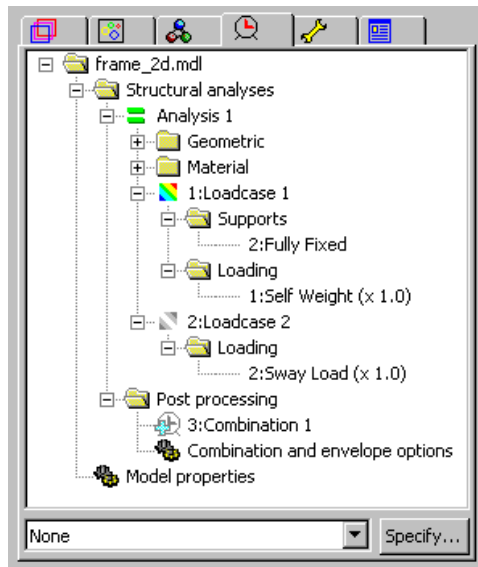 frame_2d.mdl
Structural analyses
Analysis 1
Geometric
Material
1:Loadcase 1
Supports
2:Fully Fixed
Loading
1:Self Weight (x 1.0)
2:Loadcase 2
Loading
2:Sway Load (x 1.0)
Post processing
3:Combination 1
Combination and envelope options
Model properties
None Specify...